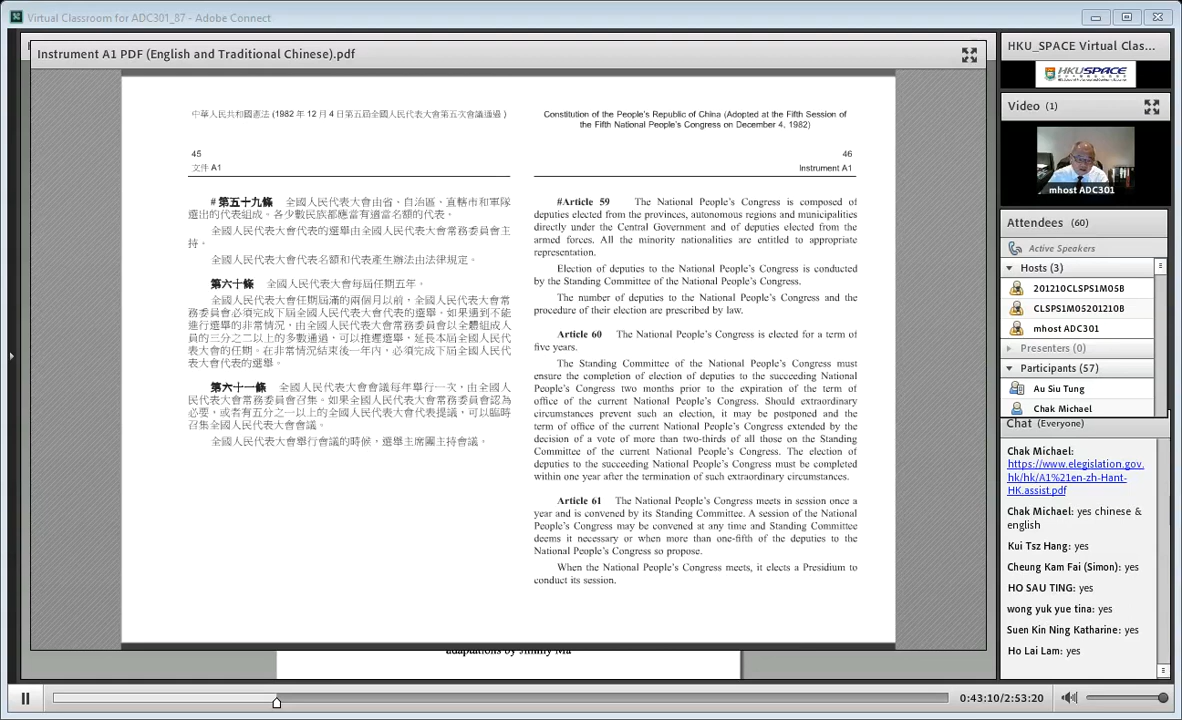 Virtual Classroom for ADC301_87 - Adobe Connect
Instrument A1 PDF (English and Traditional Chinese).pdf
中華人民共和國憲法 (1982 年 12 月 4 日第五屆全國人民代表大會第五次會議通過 )
45
文件 A1
#第五十九條 全國人民代表大會由省、自治區、直轄市和軍隊
選出的代表組成。各少數民族都應當有適當名額的代表。
全國人民代表大會代表的選舉由全國人民代表大會常務委員會主
持。
全國人民代表大會代表名額和代表產生辦法由法律規定。
第六十條 全國人民代表大會每屆任期五年。
全國人民代表大會任期屆滿的兩個月以前，全國人民代表大會常
務委員會必須完成下屆全國人民代表大會代表的選舉。如果遇到不能
進行選舉的非常情況，由全國人民代表大會常務委員會以全體組成人
員的三分之二以上的多數通過，可以推遲選舉，延長本屆全國人民代
表大會的任期。在非常情況結束後一年內，必須完成下屆全國人民代
表大會代表的選舉。
第六十一條 全國人民代表大會會議每年舉行一次，由全國人
民代表大會常務委員會召集。如果全國人民代表大會常務委員會認為
必要，或者有五分之一以上的全國人民代表大會代表提議，可以臨時
召集全國人民代表大會會議。
全國人民代表大會舉行會議的時候，選舉主席團主持會議。
Constitution of the People's Republic of China (Adopted at the Fifth Session of
the Fifth National People's Congress on December 4, 1982)
46
Instrument A1
#Article 59 The National People's Congress is composed of
deputies elected from the provinces, autonomous regions and municipalities
directly under the Central Government and of deputies elected from the
armed forces. All the minority nationalities are entitled to appropriate
representation.
Election of deputies to the National People's Congress is conducted
by the Standing Committee of the National People's Congress.
The number of deputies to the National People's Congress and the
procedure of their election are prescribed by law.
Article 60 The National People's Congress is elected for a term of
five years.
The Standing Committee of the National People's Congress must
ensure the completion of election of deputies to the succeeding National
People's Congress two months prior to the expiration of the term of
office of the current National People's Congress. Should extraordinary
circumstances prevent such an election, it may be postponed and the
term of office of the current National People's Congress extended by the
decision of a vote of more than two-thirds of all those on the Standing
Committee of the current National People's Congress. The election of
deputies to the succeeding National People's Congress must be completed
within one year after the termination of such extraordinary circumstances.
Article 61 The National People's Congress meets in session once a
year and is convened by its Standing Committee. A session of the National
People's Congress may be convened at any time and Standing Committee
deems it necessary or when more than one-fifth of the deputies to the
National People's Congress so propose.
When the National People's Congress meets, it elects a Presidium to
conduct its session.
adaptations by Jimmy Ma
HKU_SPACE Virtual Clas...
HKUSPACE
Video (1)
mhost ADC301
Attendees (60)
Active Speakers
Hosts (3)
201210CLSPS1M05B
CLSPS1M05201210B
mhost ADC301
Presenters (0)
Participants (57)
Au Siu Tung
Chak Michael
Chat (Everyone)
Chak Michael:
https://www.elegislation.gov.
hk/hk/A1%21en-zh-Hant-
HK.assist.pdf
Chak Michael: yes chinese &
english
Kui Tsz Hang: yes
Cheung Kam Fai (Simon): yes
HO SAU TING: yes
wong yuk yue tina: yes
Suen Kin Ning Katharine: yes
Ho Lai Lam: yes
0:43:10/2:53:20